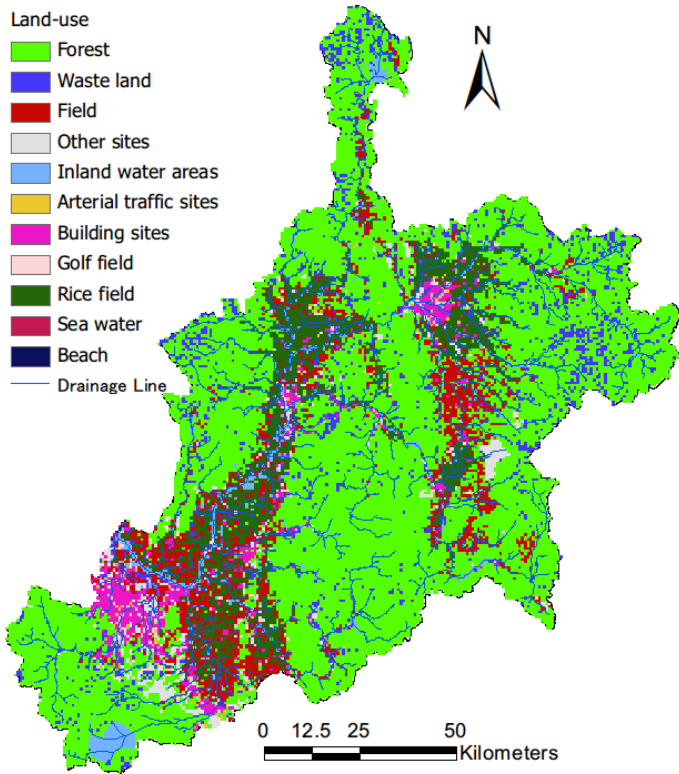 Land-use
Forest
Waste land
Field
Other sites
Inland water areas
Arterial traffic sites
Building sites
Golf field
Rice field
Sea water
Beach
Drainage Line
N
0 12.5 25 50
Kilometers